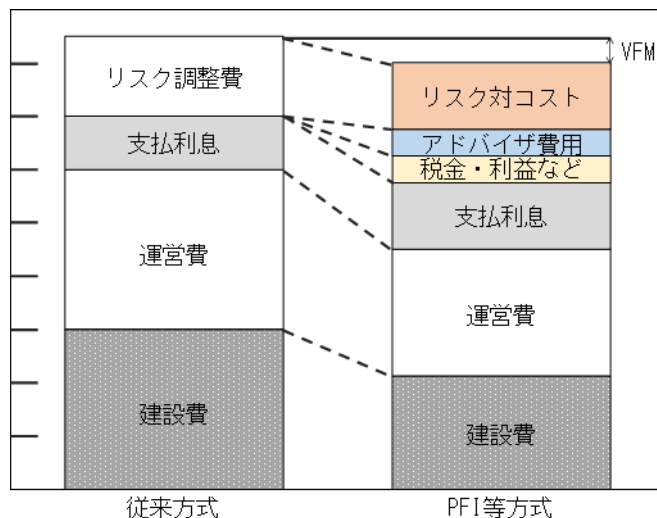 VFM
リスク調整費
リスク対コスト
支払利息
アドバイザ費用
税金・利益など
支払利息
運営費
運営費
建設費
建設費
従来方式
PFI等方式